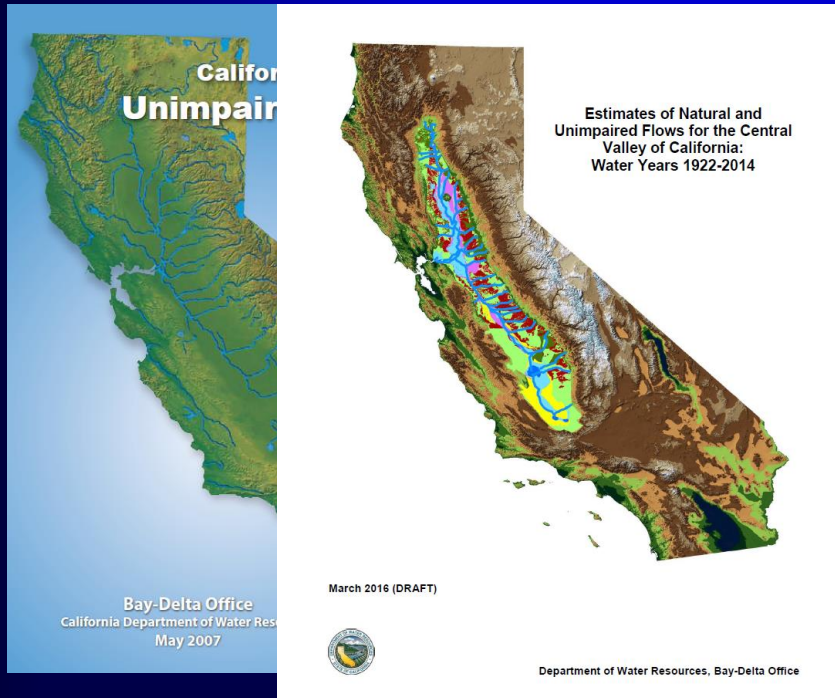 Califor
Unimpair
Bay-Delta Office
California Department of Water Res
May 2007
Estimates of Natural and
Unimpaired Flows for the Central
Valley of California:
Water Years 1922-2014
March 2016 (DRAFT)
Department of Water Resources, Bay-Delta Office